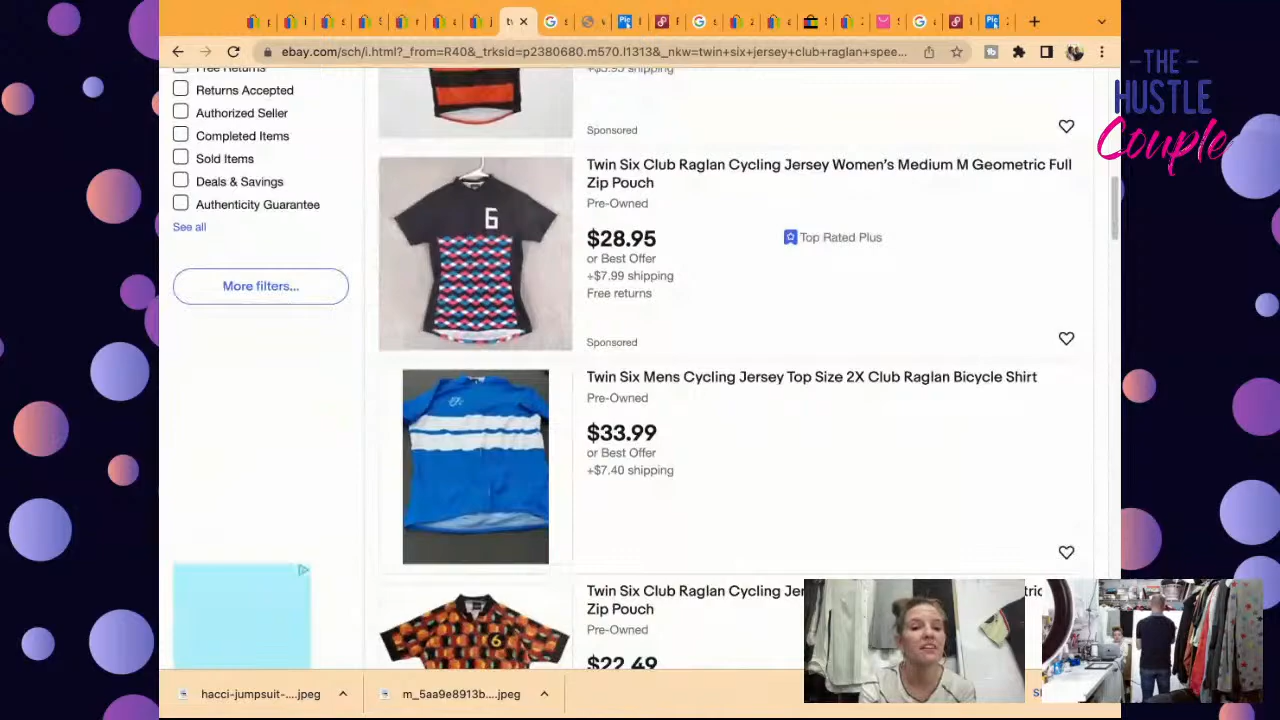 -THE-
HUSTLE
Couple
ebay.com/sch/i.html?_from=R40&_trksid=p2380680.m570.l1313&_nkw=twin+six+jersey+club+raglan+spee...
Free Returns
Returns Accepted
Authorized Seller
Completed Items
Sold Items
Deals & Savings
Authenticity Guarantee
See all
More filters...
+$5.95 shipping
Sponsored
Twin Six Club Raglan Cycling Jersey Women's Medium M Geometric Full
Zip Pouch
Pre-Owned
$28.95
or Best Offer
+$7.99 shipping
Free returns
Top Rated Plus
Sponsored
6
Twin Six Mens Cycling Jersey Top Size 2X Club Raglan Bicycle Shirt
Pre-Owned
$33.99
or Best Offer
+$7.40 shipping
Twin Six Club Raglan Cycling
Zip Pouch
Pre-Owned
$22.49
6
hacci-jumpsuit-....jpeg
m_5aa9e8913b....jpeg